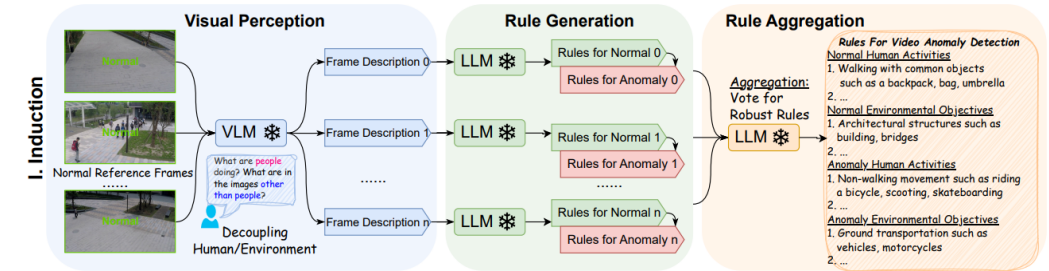 Visual Perception
Rule Generation
Rule Aggregation
I. Induction
Normal
Normal
Normal Reference Frames
......
Normal
VLM
What are people
doing? What are in
the images other
than people?
Decoupling
Human/Environment
Frame Description 0
Frame Description 1
......
Frame Description n
LLM
LLM
LLM
Rules for Normal 0
Rules for Anomaly 0
Rules for Normal 1
Rules for Anomaly 1
......
Rules for Normal n
Rules for Anomaly n
Aggregation:
Vote for
Robust Rules
LLM
Rules For Video Anomaly Detection
Normal Human Activities
1. Walking with common objects
such as a backpack, bag, umbrella
2. ...
Normal Environmental Objectives
1. Architectural structures such as
building, bridges
2. ...
Anomaly Human Activities
1. Non-walking movement such as riding
a bicycle, scooting, skateboarding
2. ...
Anomaly Environmental Objectives
1. Ground transportation such as
vehicles, motorcycles
2. ...